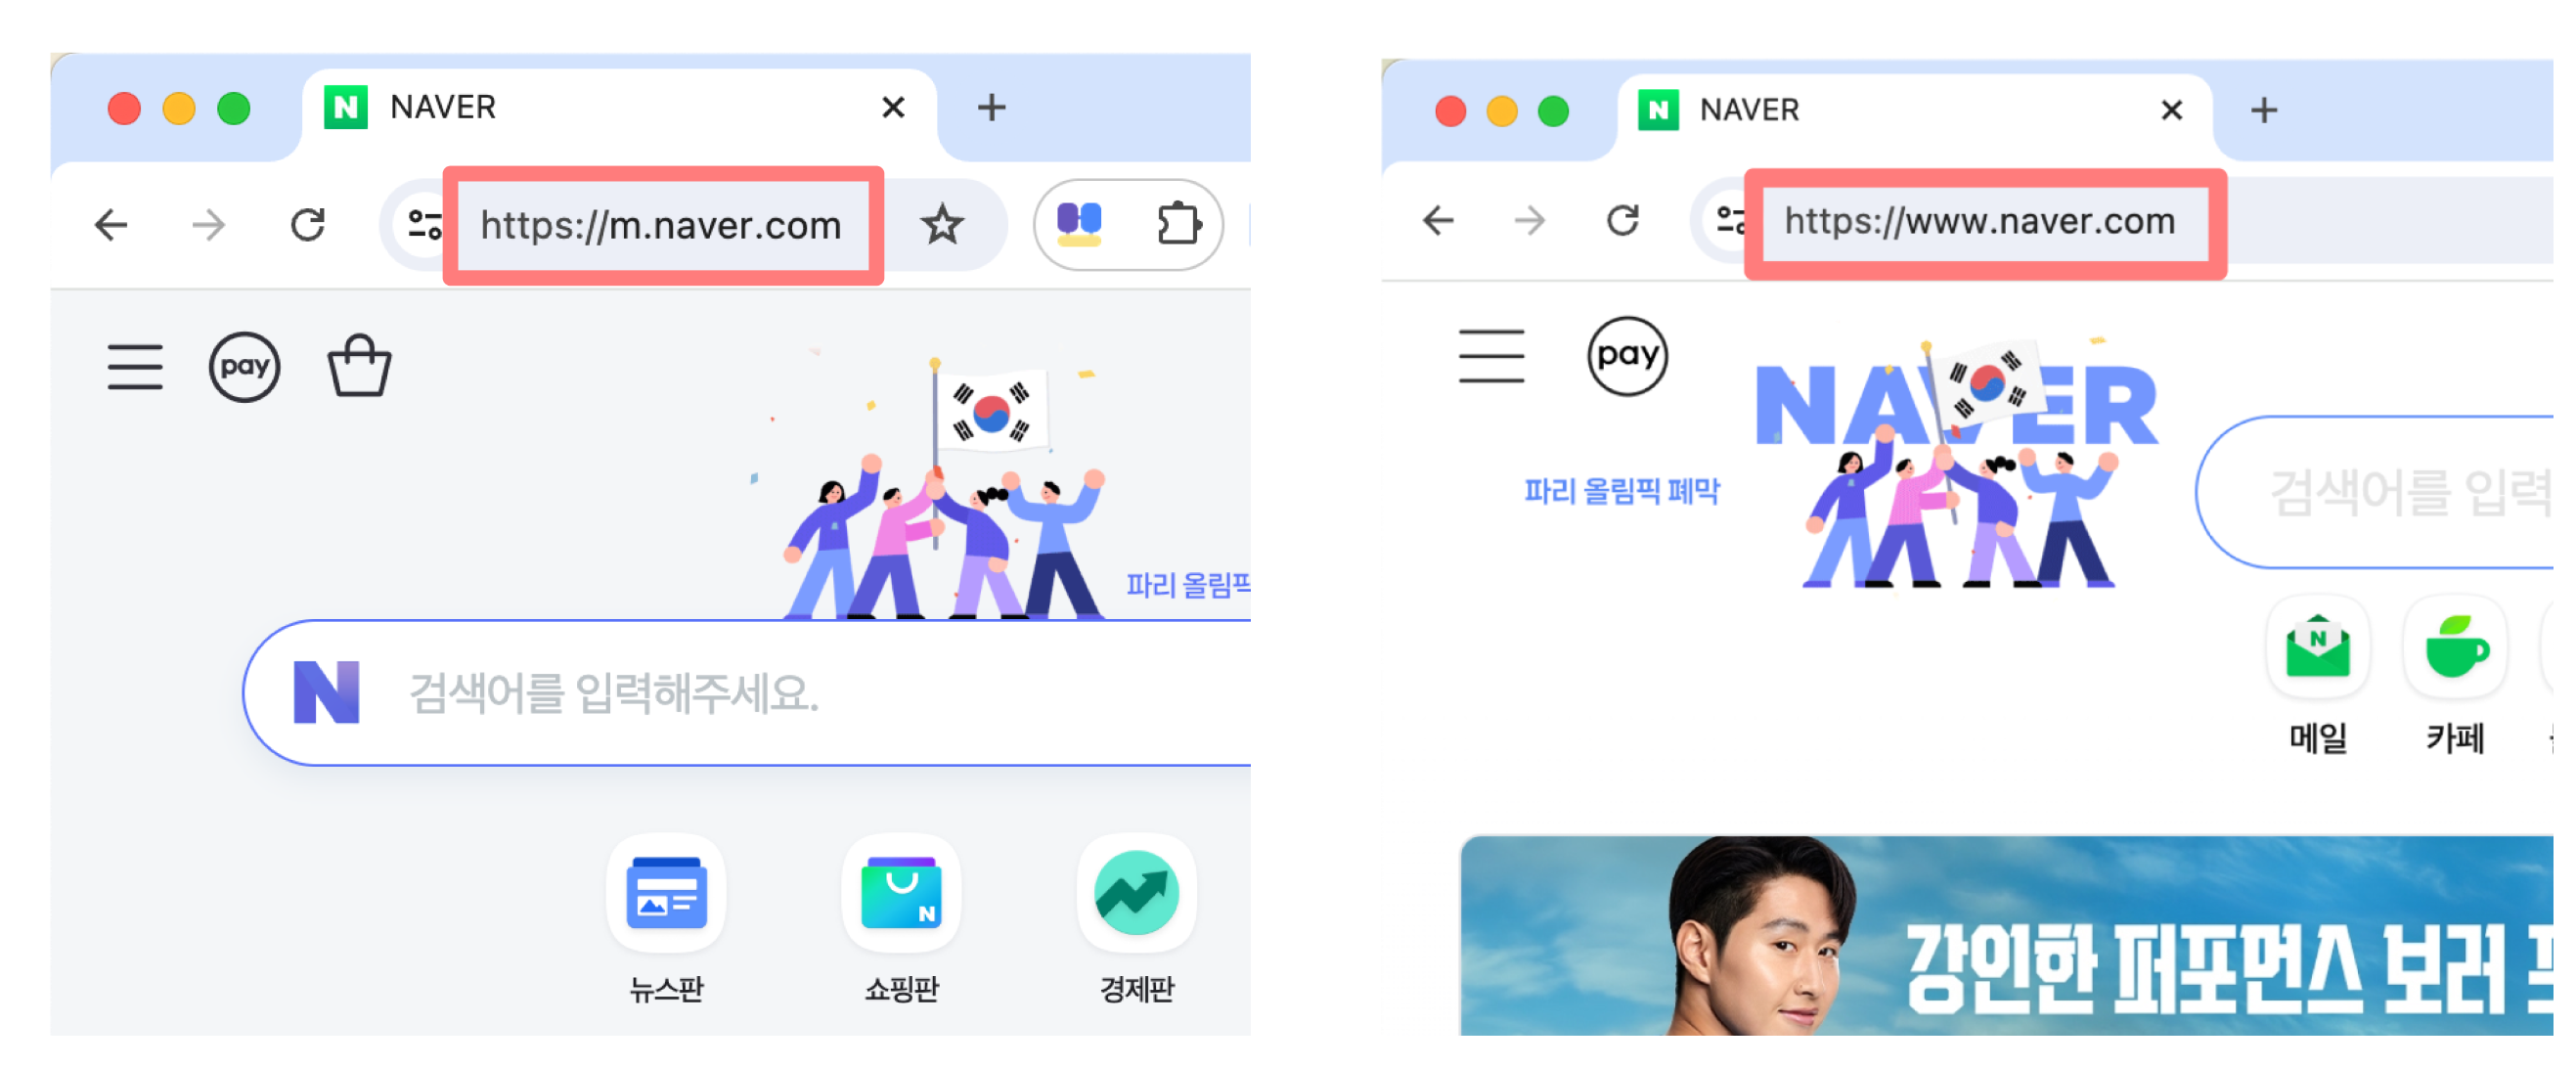 NAVER
https://m.naver.com
pay
파리 올림픽
N 검색어를 입력해주세요.
N
뉴스판 쇼핑판 경제판
NAVER
https://www.naver.com
pay
NAVER
파리 올림픽 폐막
검색어를 입력
N
메일 카페
강인한 퍼포먼스 보러